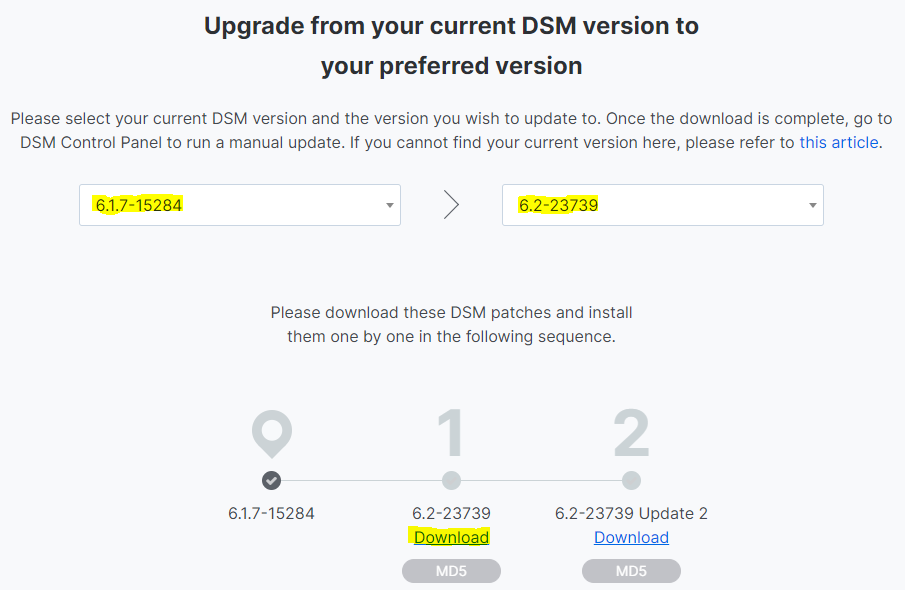 Upgrade from your current DSM version to
your preferred version
Please select your current DSM version and the version you wish to update to. Once the download is complete, go to
DSM Control Panel to run a manual update. If you cannot find your current version here, please refer to this article.
6.1.7-15284
6.2-23739
Please download these DSM patches and install
them one by one in the following sequence.
1
2
6.1.7-15284
6.2-23739
6.2-23739 Update 2
Download
Download
MD5
MD5